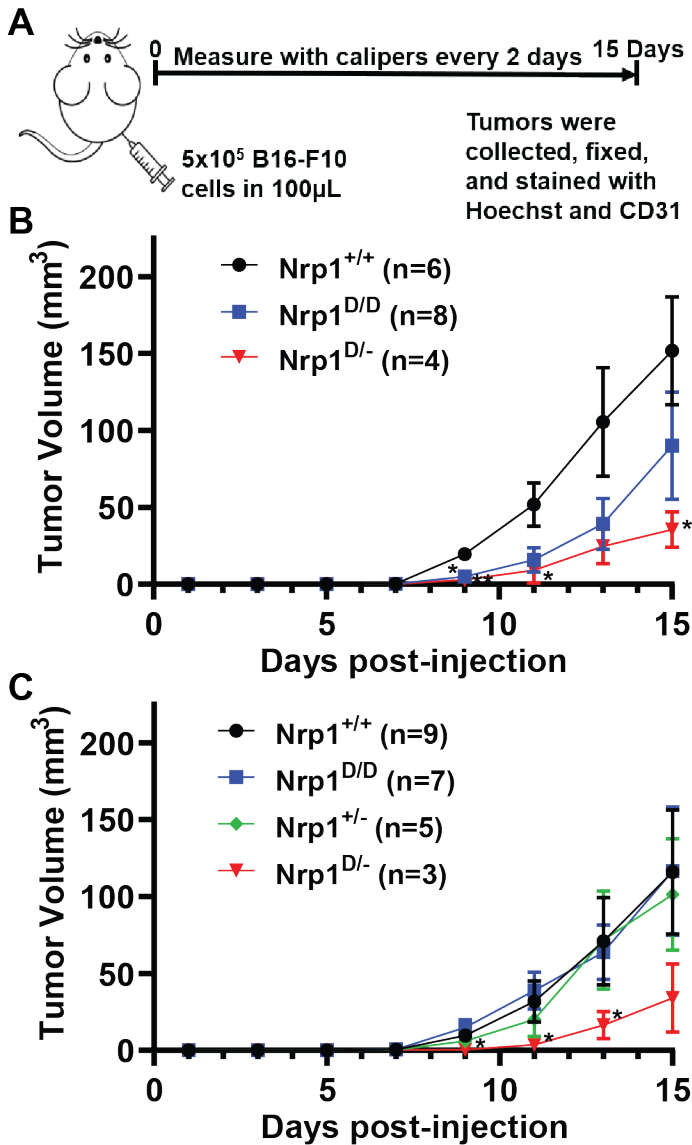 A
0 Measure with calipers every 2 days 15 Days
5x10⁵ B16-F10
cells in 100µL
Tumors were
collected, fixed,
and stained with
Hoechst and CD31
B
Tumor Volume (mm³)
200
150
100
50
0
Nrp1⁺/⁺ (n=6)
Nrp1ᴰ/ᴰ (n=8)
Nrp1ᴰ/⁻ (n=4)
*
**
*
*
0 5 10 15
Days post-injection
C
Tumor Volume (mm³)
200
150
100
50
0
Nrp1⁺/⁺ (n=9)
Nrp1ᴰ/ᴰ (n=7)
Nrp1⁺/⁻ (n=5)
Nrp1ᴰ/⁻ (n=3)
*
*
*
0 5 10 15
Days post-injection